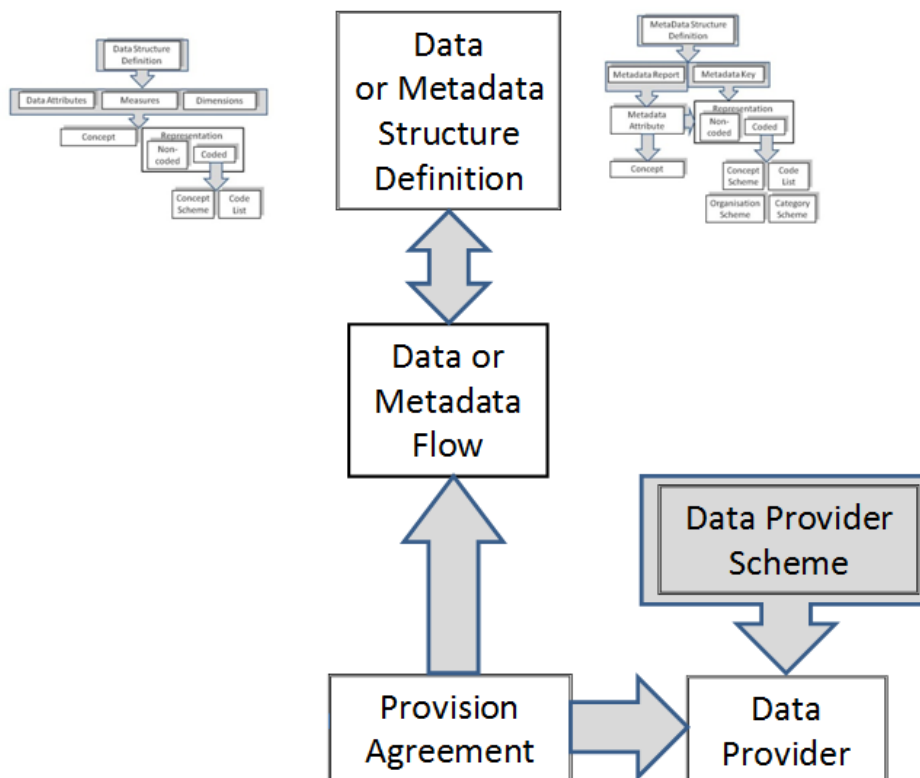 Data Structure
Definition
Data Attributes
Measures
Dimensions
Concept
Representation
Non-
coded
Coded
Concept
Scheme
Code
List
Data
or Metadata
Structure
Definition
MetaData Structure
Definition
Metadata Report
Metadata Key
Metadata
Attribute
Representation
Non-
coded
Coded
Concept
Concept
Scheme
Code
List
Organisation
Scheme
Category
Scheme
Data or
Metadata
Flow
Data Provider
Scheme
Provision
Agreement
Data
Provider